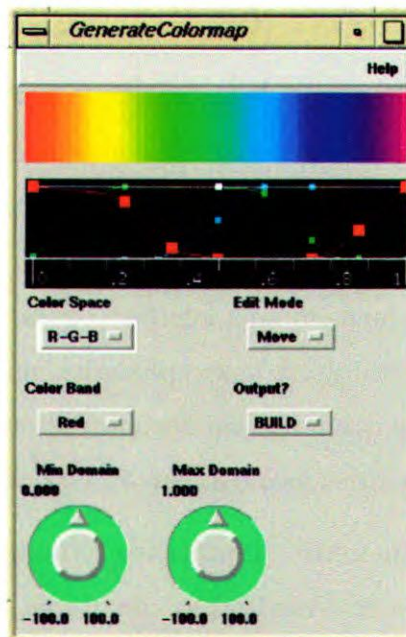 GenerateColormap
Help
0 .2 .4 .6 .8 1
Color Space Edit Mode
R-G-B Move
Color Band Output?
Red BUILD
Min Domain Max Domain
0.000 1.000
-100.0 100.0 -100.0 100.0